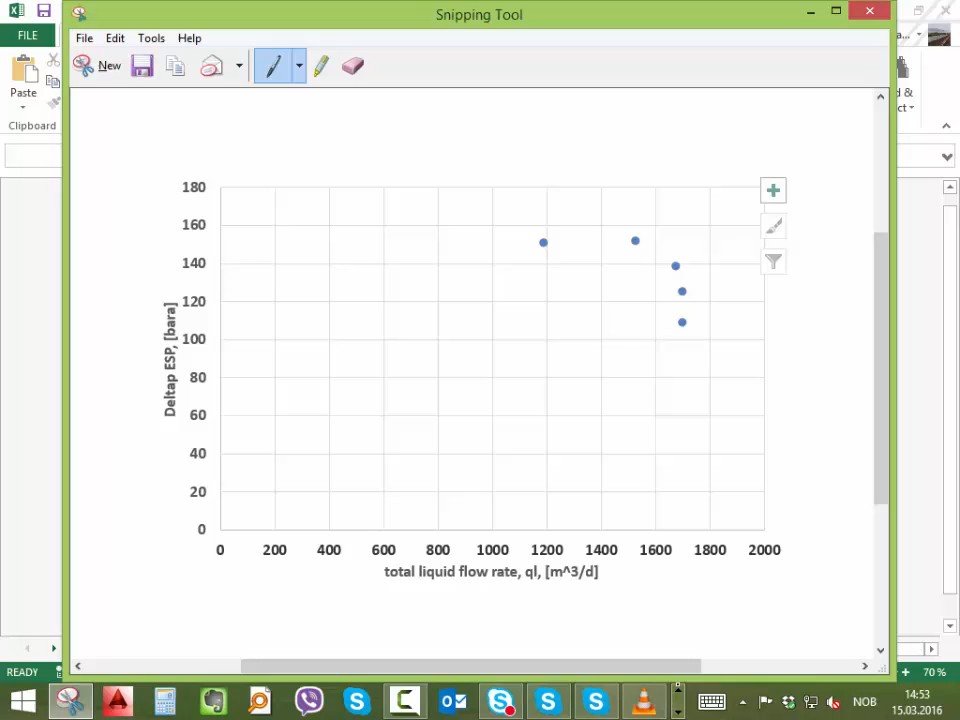 Snipping Tool
FILE
File Edit Tools Help
New
Paste
Clipboard
180
160
140
120
100
80
60
40
20
0
Deltap ESP, [bara]
0 200 400 600 800 1000 1200 1400 1600 1800 2000
total liquid flow rate, ql, [m^3/d]
READY
70 %
NOB
14:53
15.03.2016